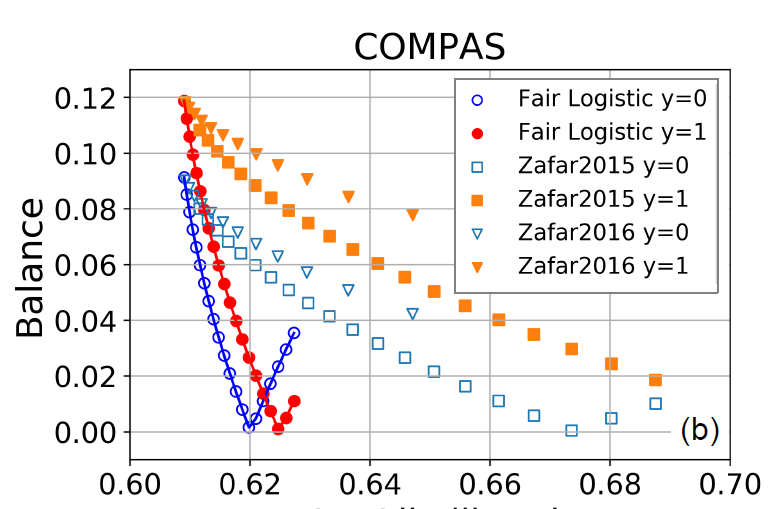 COMPAS
Balance
0.12
0.10
0.08
0.06
0.04
0.02
0.00
Fair Logistic y=0
Fair Logistic y=1
Zafar2015 y=0
Zafar2015 y=1
Zafar2016 y=0
Zafar2016 y=1
(b)
0.60 0.62 0.64 0.66 0.68 0.70